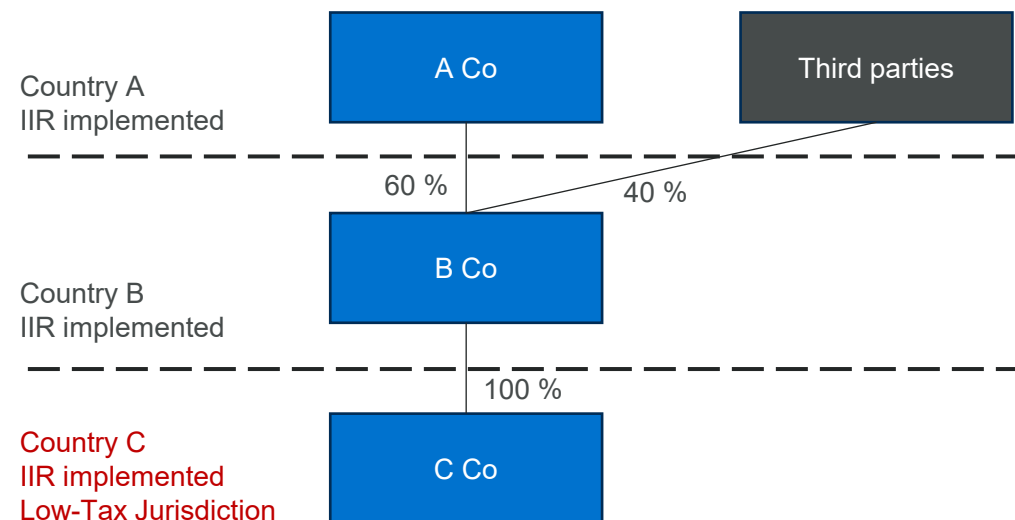 A Co
Third parties
Country A
IIR implemented
60 %
40 %
B Co
Country B
IIR implemented
100 %
Country C
IIR implemented
Low-Tax Jurisdiction
C Co